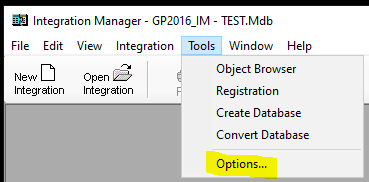 Integration Manager - GP2016_IM - TEST.Mdb
File Edit View Integration Tools Window Help
New Integration
Open Integration
Object Browser
Registration
Create Database
Convert Database
Options...